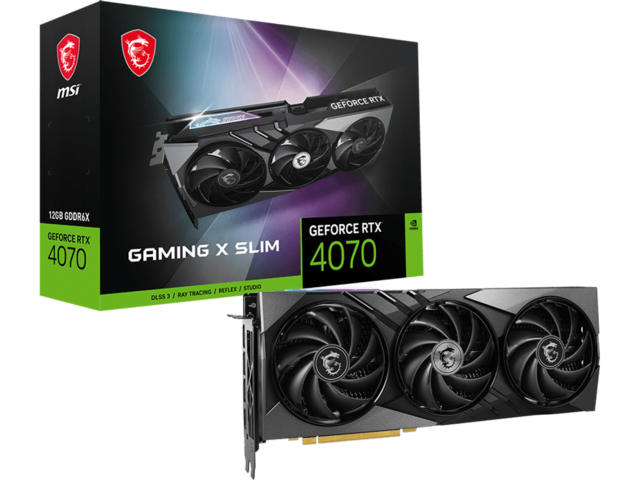 msi
12GB GDDR6X
GEFORCE RTX
4070
GEFORCE RTX
GAMING X SLIM
GEFORCE RTX
4070
NVIDIA
DLSS 3 / RAY TRACING / REFLEX / STUDIO